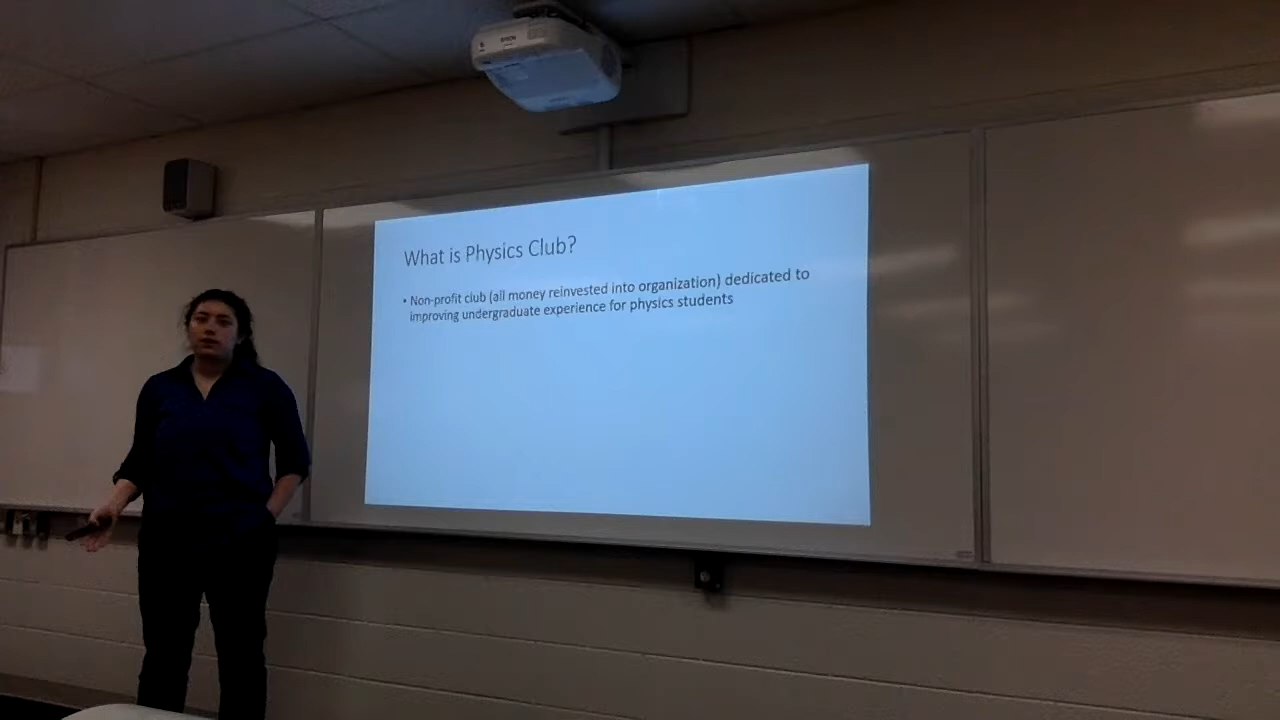 EPSON
What is Physics Club?
• Non-profit club (all money reinvested into organization) dedicated to
improving undergraduate experience for physics students